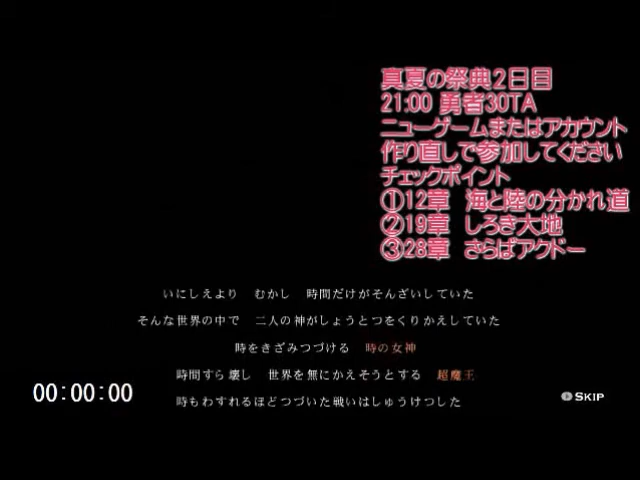 真夏の祭典2日目
21:00 勇者30TA
ニューゲームまたはアカウント
作り直しで参加してください
チェックポイント
①12章 海と陸の分かれ道
②19章 しろき大地
③28章 さらばアクドー
いにしえより むかし 時間だけがそんざいしていた
そんな世界の中で 二人の神がしょうとつをくりかえしていた
時をきざみつづける 時の女神
時間すら壊し 世界を無にかえそうとする 超魔王
時もわすれるほどつづいた戦いはしゅうけつした
00:00:00
SKIP